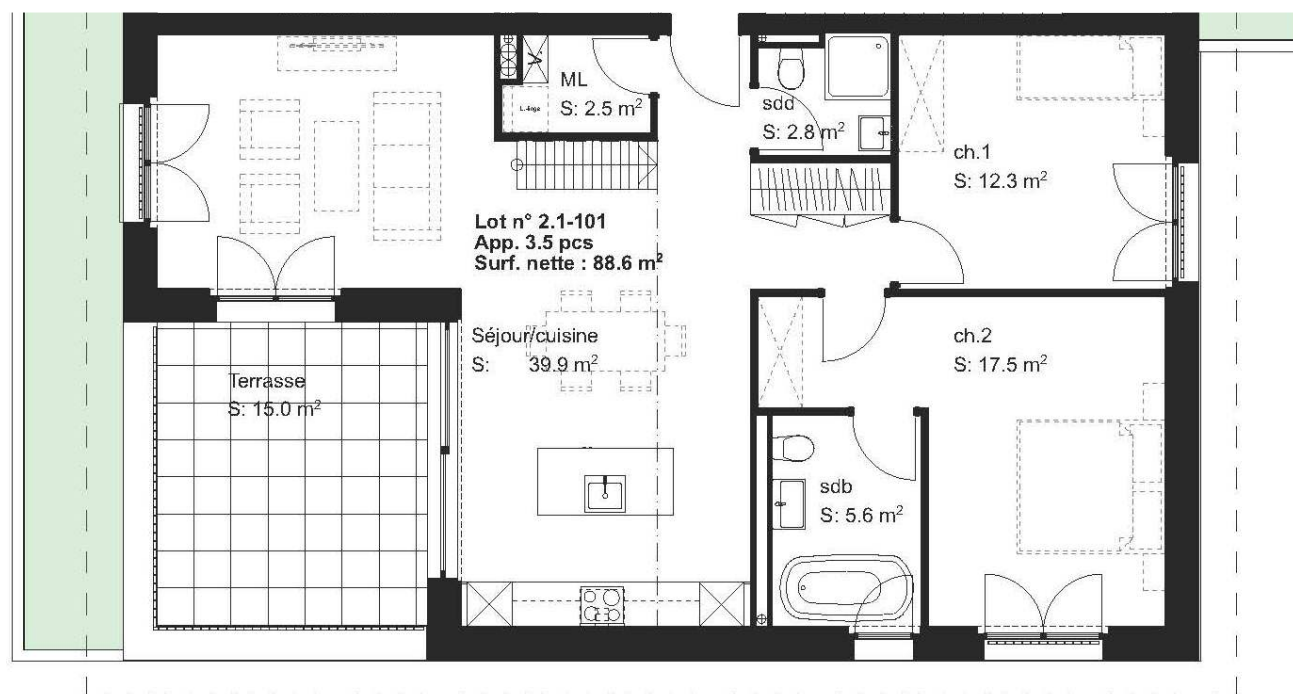 V.
L.-linge
ML
S: 2.5 m²
sdd
S: 2.8 m²
ch.1
S: 12.3 m²
Lot n° 2.1-101
App. 3.5 pcs
Surf. nette : 88.6 m²
Séjour/cuisine
S: 39.9 m²
ch.2
S: 17.5 m²
Terrasse
S: 15.0 m²
sdb
S: 5.6 m²